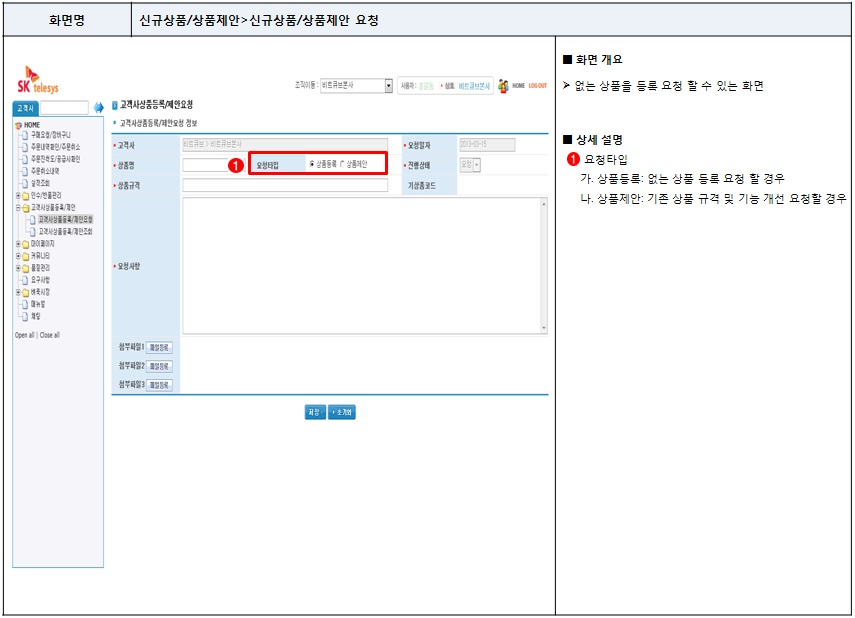 화면명
신규상품/상품제안>신규상품/상품제안 요청
SK telesys
조직이동 : 비트큐브본사
사용자 : 홍길동 • 상호 : 비트큐브본사 HOME LOGOUT
고객사
HOME
구매요청/장바구니
주문내역확인/주문취소
주문진척도/공급사확인
주문취소내역
실적조회
인수/반품관리
고객사상품등록/제안
고객사상품등록/제안요청
고객사상품등록/제안조회
마이페이지
커뮤니티
품질관리
요구사항
벼룩시장
매뉴얼
채팅
Open all | Close all
고객사상품등록/제안요청
고객사상품등록/제안요청 정보
고객사 비트큐브 > 비트큐브본사 요청일자 2013-03-15
상품명 1 요청타입 상품등록 상품제안 진행상태 요청
상품규격 기상품코드
요청사항
첨부파일1 파일등록
첨부파일2 파일등록
첨부파일3 파일등록
저장 초기화
■ 화면 개요
➢ 없는 상품을 등록 요청 할 수 있는 화면
■ 상세 설명
1 요청타입
가. 상품등록: 없는 상품 등록 요청 할 경우
나. 상품제안: 기존 상품 규격 및 기능 개선 요청할 경우